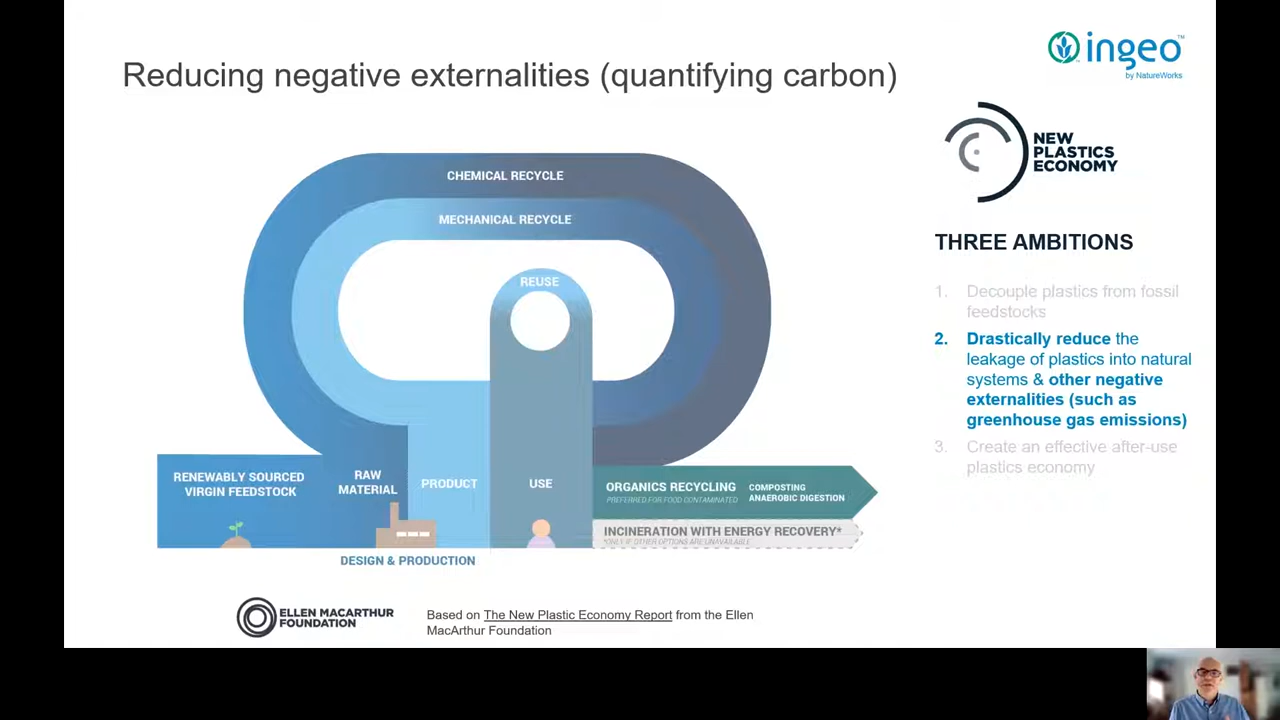 Reducing negative externalities (quantifying carbon)
ingeo™
by NatureWorks
NEW
PLASTICS
ECONOMY
THREE AMBITIONS
1. Decouple plastics from fossil
feedstocks
2. Drastically reduce the
leakage of plastics into natural
systems & other negative
externalities (such as
greenhouse gas emissions)
3. Create an effective after-use
plastics economy
CHEMICAL RECYCLE
MECHANICAL RECYCLE
REUSE
RENEWABLY SOURCED
VIRGIN FEEDSTOCK
RAW
MATERIAL
PRODUCT
USE
ORGANICS RECYCLING
PREFERRED FOR FOOD CONTAMINATED
COMPOSTING
ANAEROBIC DIGESTION
INCINERATION WITH ENERGY RECOVERY*
*ONLY IF OTHER OPTIONS ARE UNAVAILABLE
DESIGN & PRODUCTION
ELLEN MACARTHUR
FOUNDATION
Based on The New Plastic Economy Report from the Ellen
MacArthur Foundation